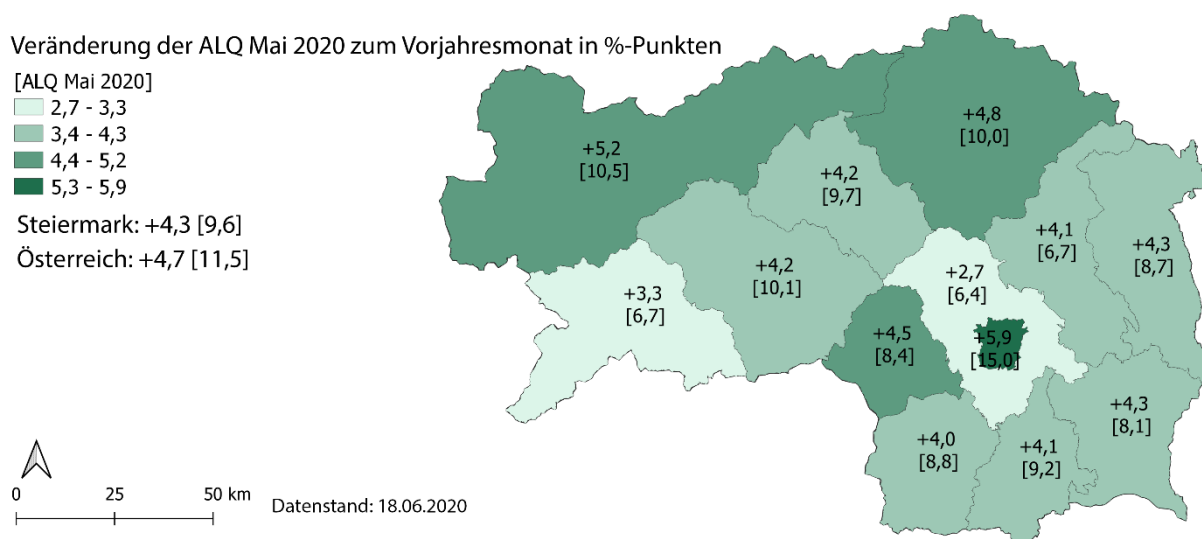 Veränderung der ALQ Mai 2020 zum Vorjahresmonat in %-Punkten
[ALQ Mai 2020]
2,7 - 3,3
3,4 - 4,3
4,4 - 5,2
5,3 - 5,9
Steiermark: +4,3 [9,6]
Österreich: +4,7 [11,5]
+4,8
[10,0]
+5,2
[10,5]
+4,2
[9,7]
+4,1
[6,7]
+4,3
[8,7]
+4,2
[10,1]
+2,7
[6,4]
+3,3
[6,7]
+4,5
[8,4]
+5,9
[15,0]
+4,3
[8,1]
+4,0
[8,8]
+4,1
[9,2]
0 25 50 km
Datenstand: 18.06.2020